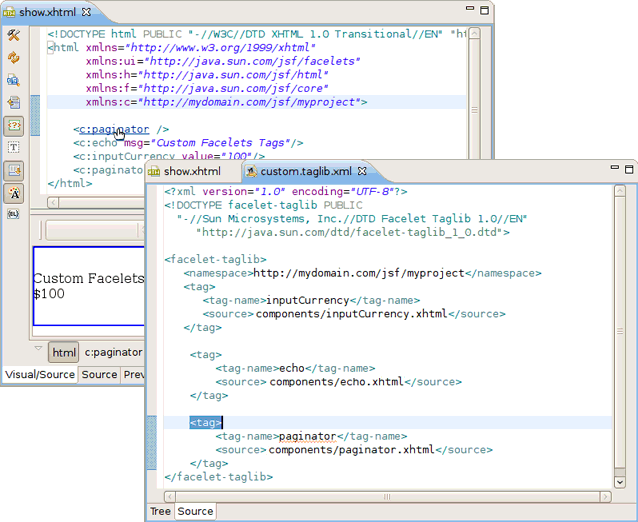 show.xhtml
<!DOCTYPE html PUBLIC "-//W3C//DTD XHTML 1.0 Transitional//EN" "ht
<html xmlns="http://www.w3.org/1999/xhtml"
xmlns:ui="http://java.sun.com/jsf/facelets"
xmlns:h="http://java.sun.com/jsf/html"
xmlns:f="http://java.sun.com/jsf/core"
xmlns:c="http://mydomain.com/jsf/myproject">
<c:paginator />
<c:echo msg="Custom Facelets Tags"/>
<c:inputCurrency value="100"/>
<c:paginato
</html>
Custom Facelets
$100
html c:paginator
Visual/Source Source Prev
show.xhtml custom.taglib.xml
<?xml version="1.0" encoding="UTF-8"?>
<!DOCTYPE facelet-taglib PUBLIC
"-//Sun Microsystems, Inc.//DTD Facelet Taglib 1.0//EN"
"http://java.sun.com/dtd/facelet-taglib_1_0.dtd">
<facelet-taglib>
<namespace>http://mydomain.com/jsf/myproject</namespace>
<tag>
<tag-name>inputCurrency</tag-name>
<source>components/inputCurrency.xhtml</source>
</tag>
<tag>
<tag-name>echo</tag-name>
<source>components/echo.xhtml</source>
</tag>
<tag>
<tag-name>paginator</tag-name>
<source>components/paginator.xhtml</source>
</tag>
</facelet-taglib>
Tree Source